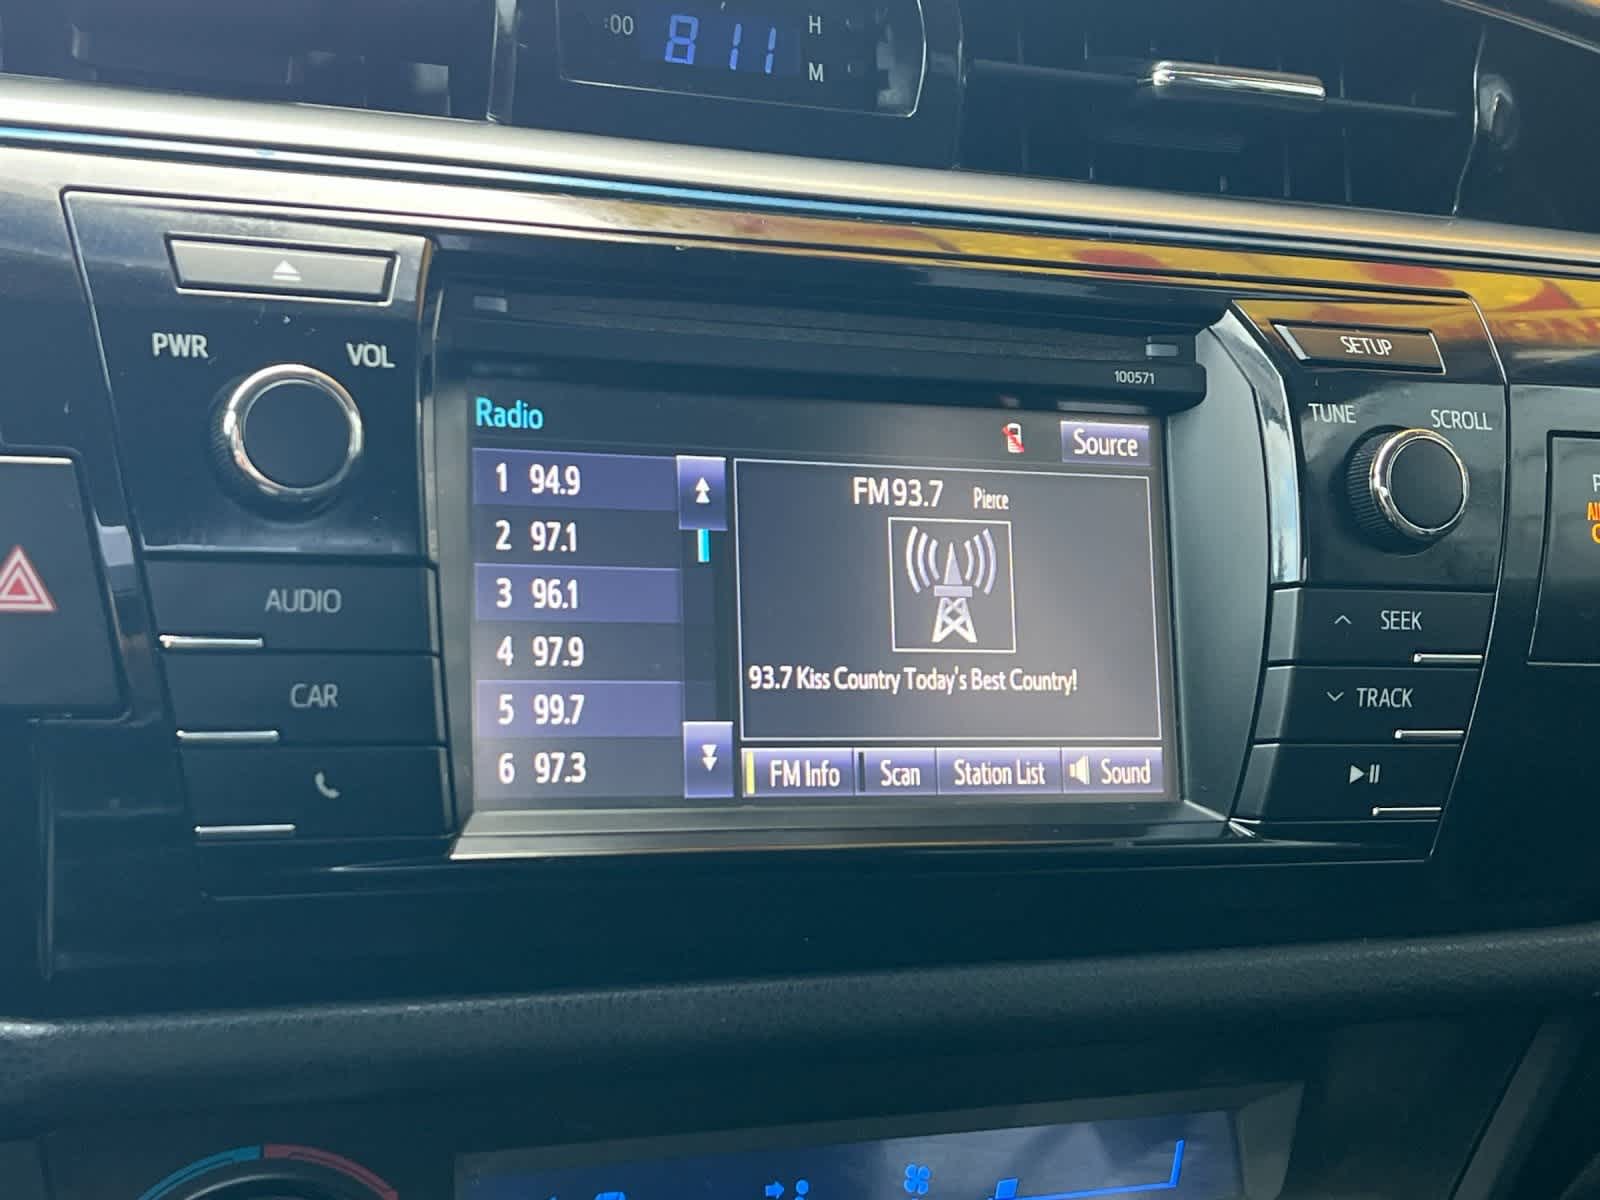 :00
8 11
H
M
PWR
VOL
SETUP
100571
TUNE
SCROLL
Radio
Source
1 94.9
2 97.1
3 96.1
4 97.9
5 99.7
6 97.3
FM 93.7 Pierce
93.7 Kiss Country Today's Best Country!
FM Info
Scan
Station List
Sound
AUDIO
CAR
SEEK
TRACK